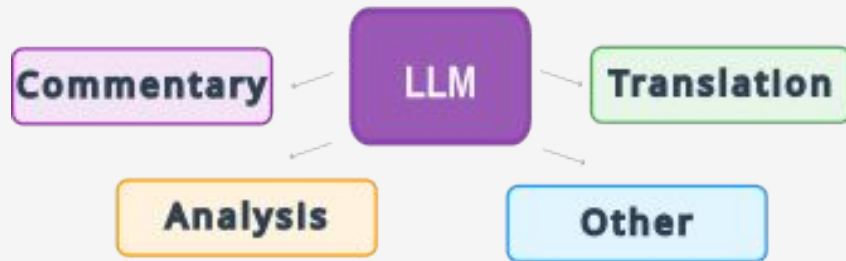 LLM
Commentary
Translation
Analysis
Other